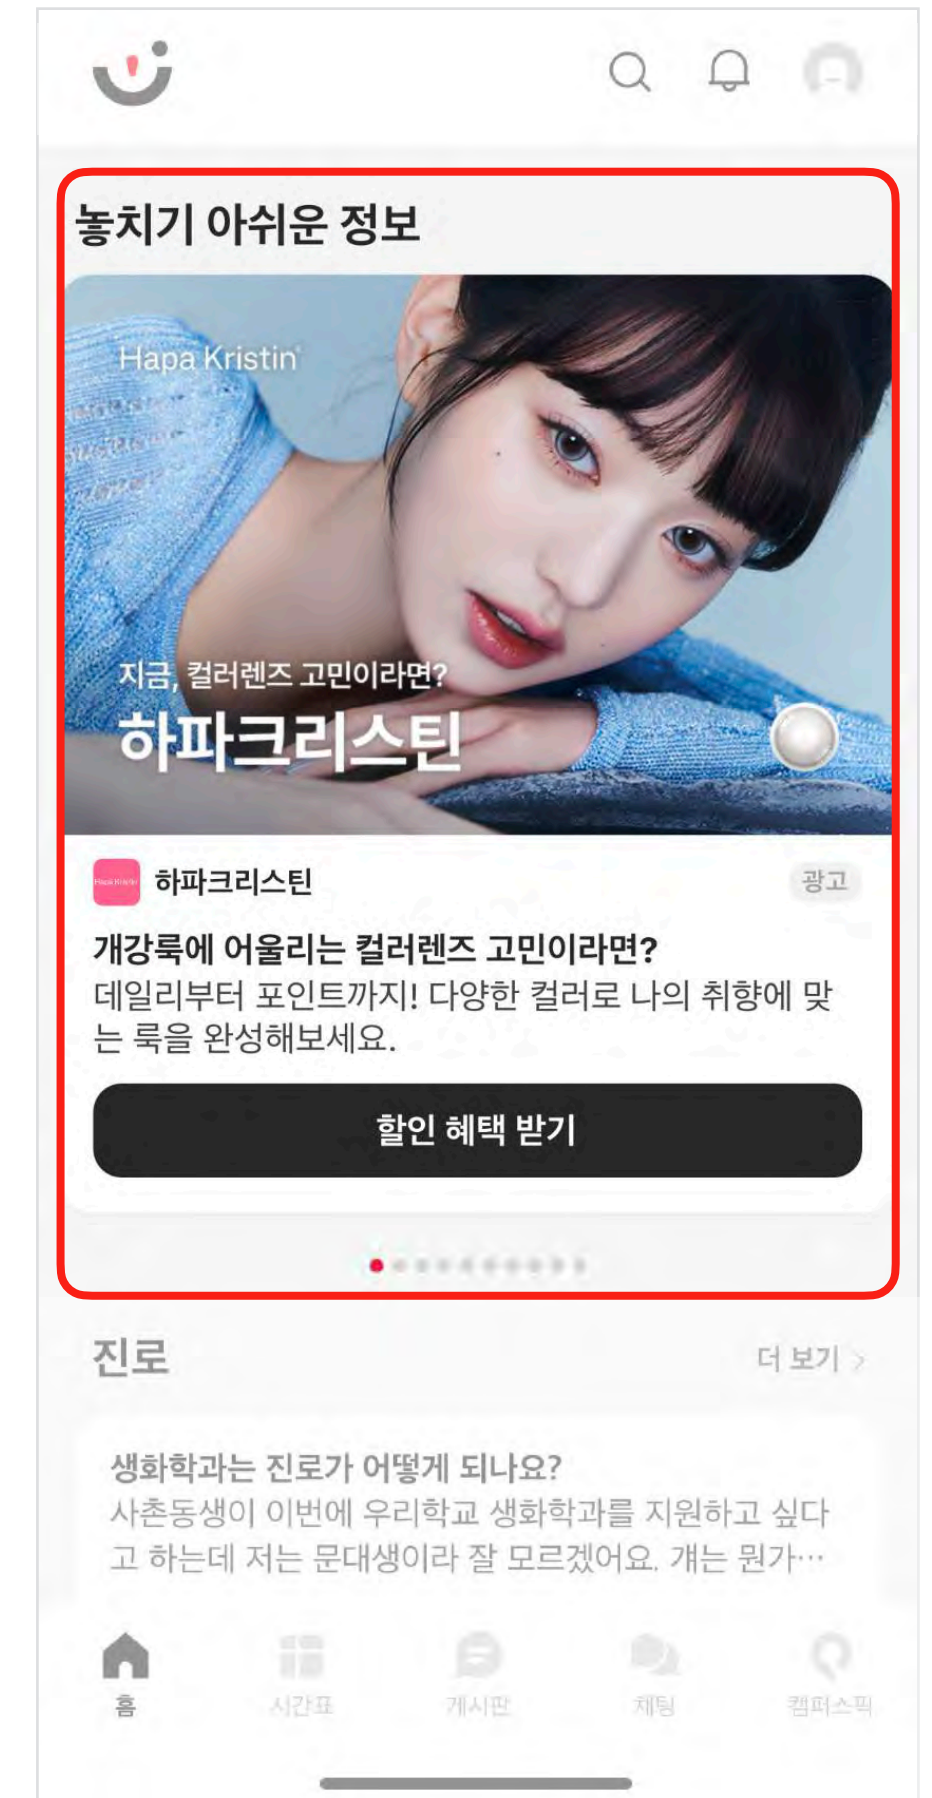 놓치기 아쉬운 정보
Hapa Kristin
지금, 컬러렌즈 고민이라면?
하파크리스틴
Hapa Kristin
하파크리스틴
광고
개강룩에 어울리는 컬러렌즈 고민이라면?
데일리부터 포인트까지! 다양한 컬러로 나의 취향에 맞
는 룩을 완성해보세요.
할인 혜택 받기
진로
더 보기 >
생화학과는 진로가 어떻게 되나요?
사촌동생이 이번에 우리학교 생화학과를 지원하고 싶다
고 하는데 저는 문대생이라 잘 모르겠어요. 걔는 뭔가…
홈
시간표
게시판
채팅
캠퍼스픽